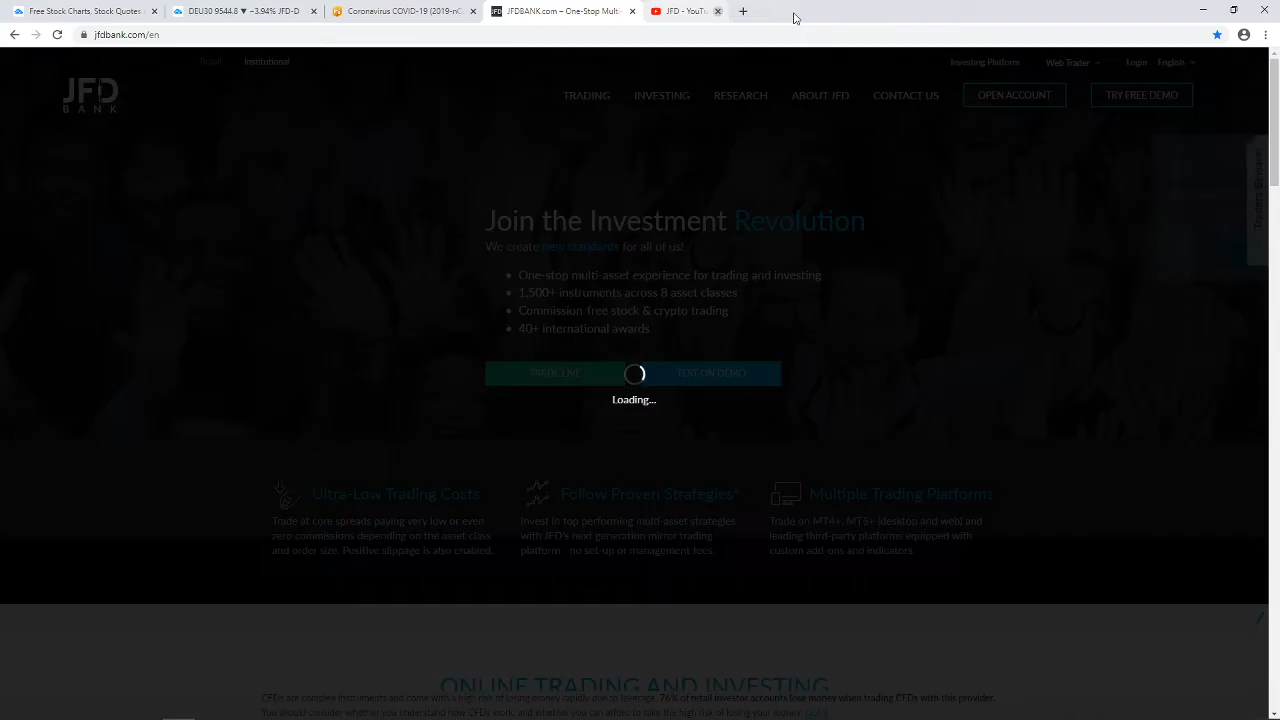 Free Stock Charts, Stock Quotes
DEU30 9544.8 ▼ −3.94% JFD-D
Coronavirus COVID-19 (2019-nC
JFDBANK.com - One-Stop Multi-
JFD - YouTu
jfdbank.com/en
Retail
Institutional
Investing Platform
Web Trader
Login
English
JFD
BANK
TRADING
INVESTING
RESEARCH
ABOUT JFD
CONTACT US
OPEN ACCOUNT
TRY FREE DEMO
Traders Beware
Join the Investment Revolution
We create new standards for all of us!
• One-stop multi-asset experience for trading and investing
• 1,500+ instruments across 8 asset classes
• Commission-free stock & crypto trading
• 40+ international awards
TRADE LIVE
TEST ON DEMO
Loading...
Ultra-Low Trading Costs
Trade at core spreads paying very low or even
zero commissions depending on the asset class
and order size. Positive slippage is also enabled.
Follow Proven Strategies*
Invest in top performing multi-asset strategies
with JFD's next generation mirror trading
platform - no set-up or management fees.
Multiple Trading Platforms
Trade on MT4+, MT5+ (desktop and web) and
leading third-party platforms equipped with
custom add-ons and indicators.
ONLINE TRADING AND INVESTING
CFDs are complex instruments and come with a high risk of losing money rapidly due to leverage. 76% of retail investor accounts lose money when trading CFDs with this provider.
You should consider whether you understand how CFDs work, and whether you can afford to take the high risk of losing your money. Got it